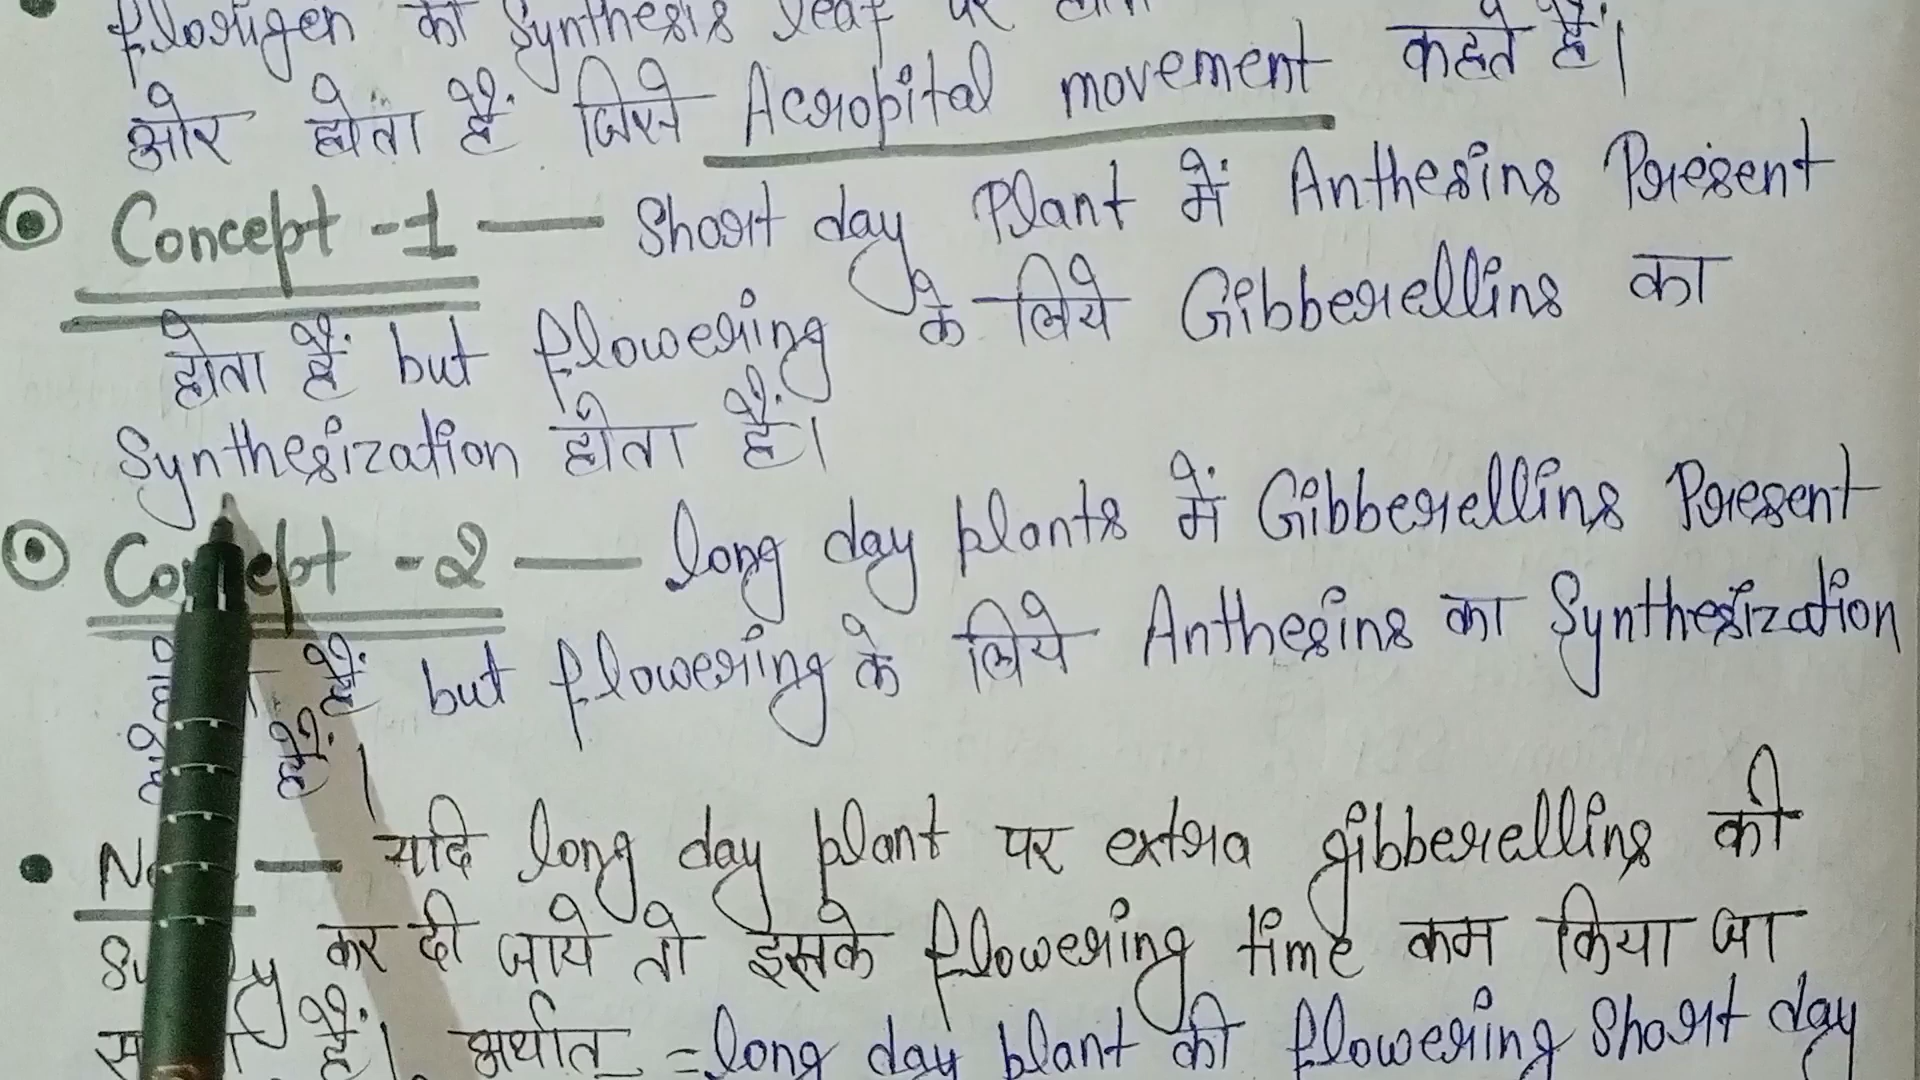 florigen का Synthesis leaf पर
ओर होता है जिसे Acropital movement कहते हैं।
Concept -1 — Short day Plant में Anthesins Present
होता हैं but flowering के लिये Gibberellins का
Synthesization होता हैं।
Concept -2 — long day plants में Gibberellins Present
हैं but flowering के लिये Anthesins का Synthesization
हैं।
— यदि long day plant पर extra gibberellins की
कर दी जाये तो इसके flowering time कम किया जा
हैं। अर्थात् = long day plant की flowering Short day